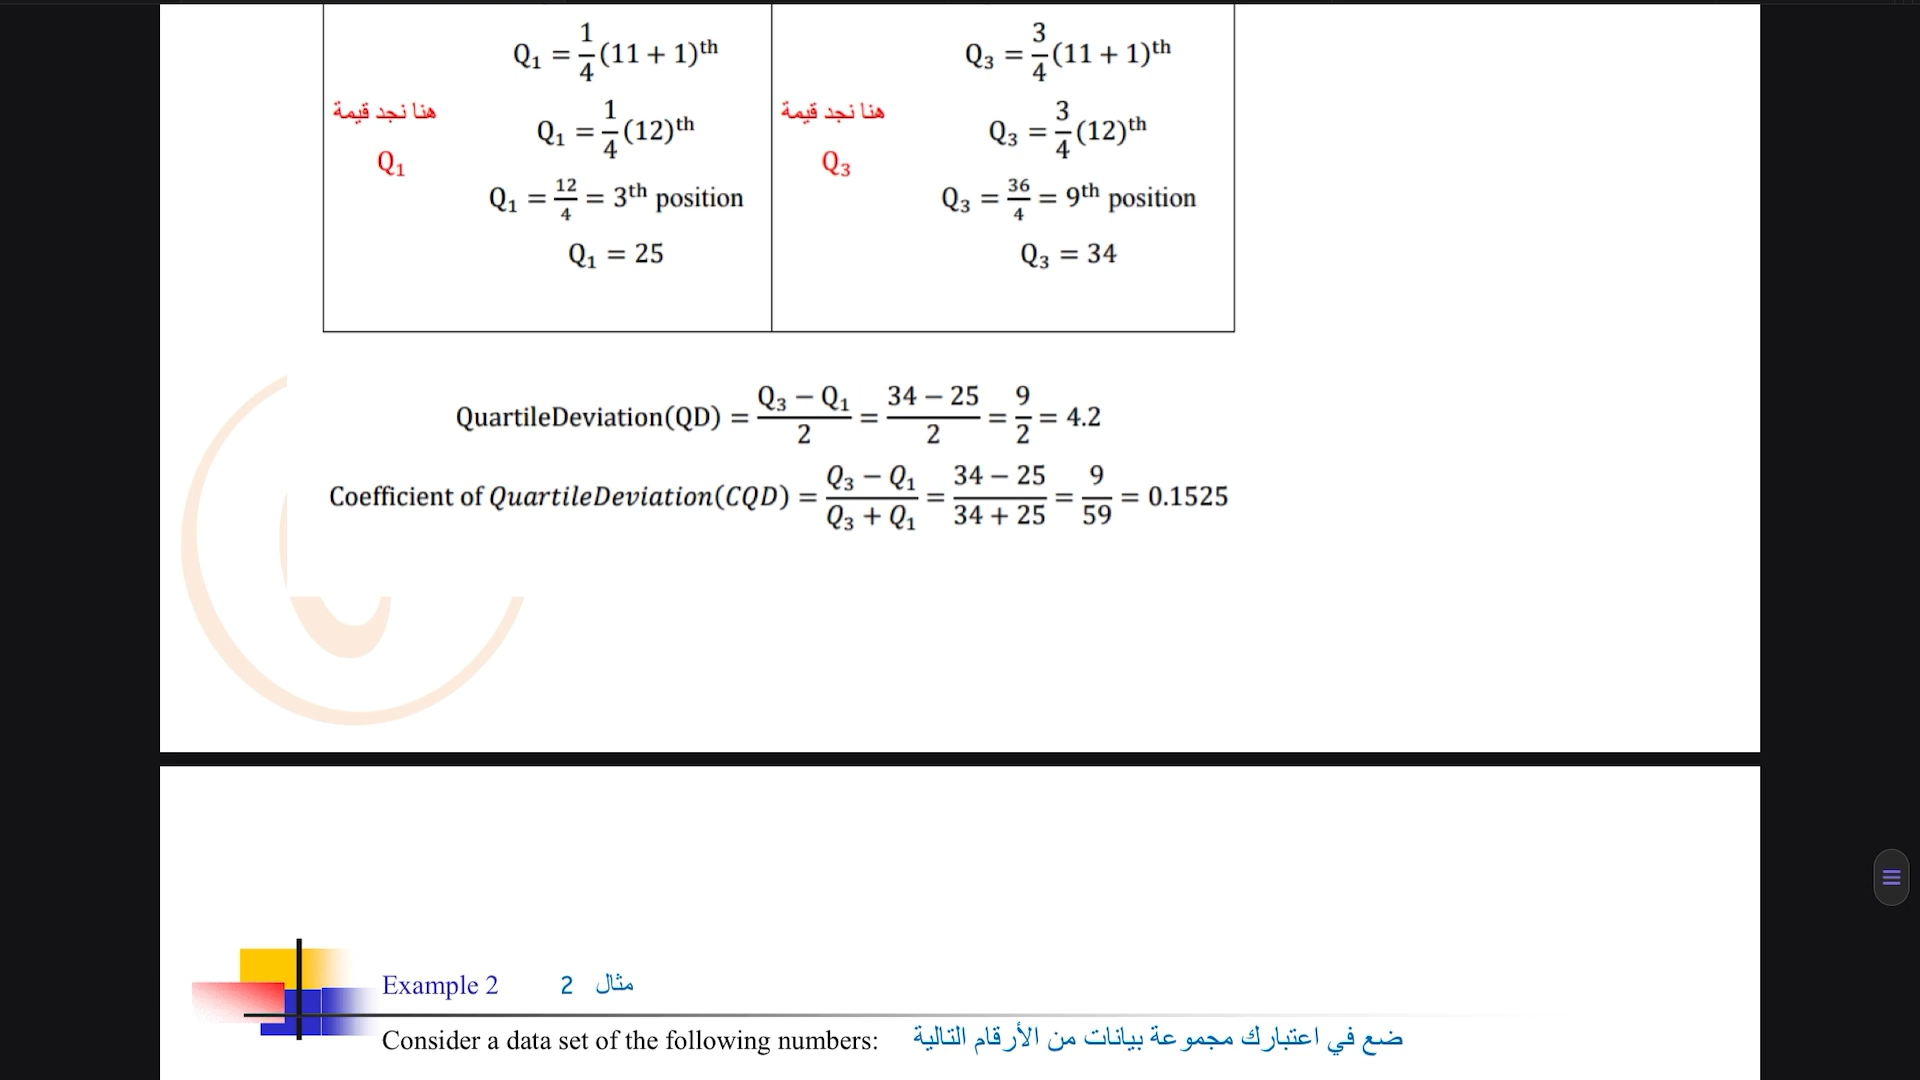 Q₁ = 1/4 (11 + 1)ᵗʰ
هنا نجد قيمة
Q₁
Q₁ = 1/4 (12)ᵗʰ
Q₁ = 12/4 = 3ᵗʰ position
Q₁ = 25
Q₃ = 3/4 (11 + 1)ᵗʰ
هنا نجد قيمة
Q₃
Q₃ = 3/4 (12)ᵗʰ
Q₃ = 36/4 = 9ᵗʰ position
Q₃ = 34
QuartileDeviation(QD) = (Q₃ − Q₁)/2 = (34 − 25)/2 = 9/2 = 4.2
Coefficient of QuartileDeviation(CQD) = (Q₃ − Q₁)/(Q₃ + Q₁) = (34 − 25)/(34 + 25) = 9/59 = 0.1525
Example 2 مثال 2
Consider a data set of the following numbers: ضع في اعتبارك مجموعة بيانات من الأرقام التالية